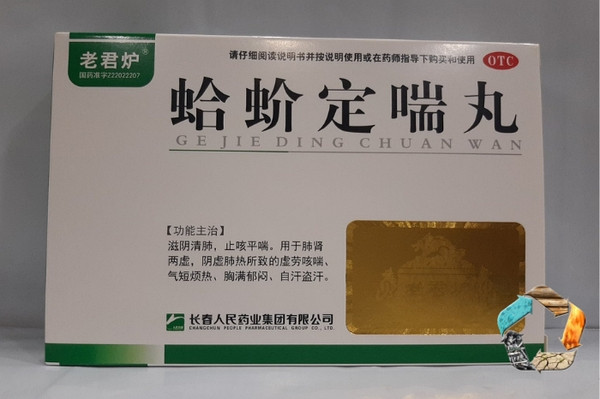 老君炉
国药准字Z22022207
请仔细阅读说明书并按说明使用或在药师指导下购买和使用
OTC
蛤蚧定喘丸
GE JIE DING CHUAN WAN
【功能主治】
滋阴清肺，止咳平喘。用于肺肾
两虚，阴虚肺热所致的虚劳咳喘、
气短烦热、胸满郁闷、自汗盗汗。
长春人民药业集团有限公司
CHANGCHUN PEOPLE PHARMACEUTICAL GROUP CO.,LTD.